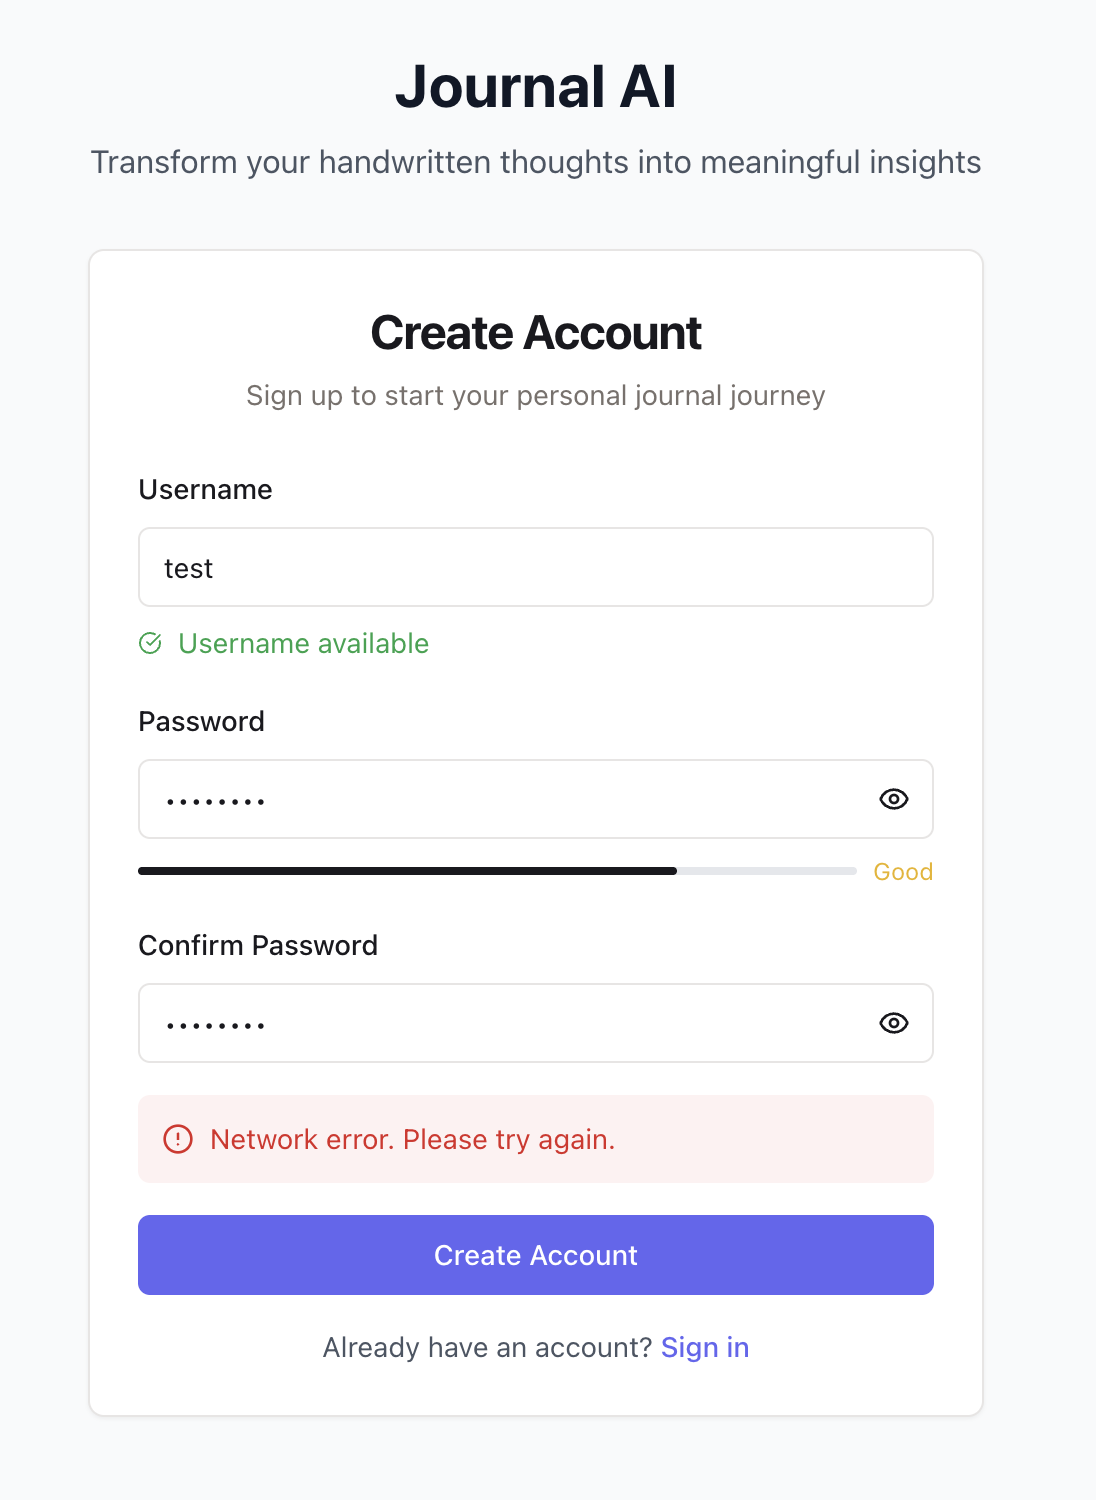 Journal AI
Transform your handwritten thoughts into meaningful insights
Create Account
Sign up to start your personal journal journey
Username
test
Username available
Password
••••••••
Good
Confirm Password
••••••••
Network error. Please try again.
Create Account
Already have an account? Sign in